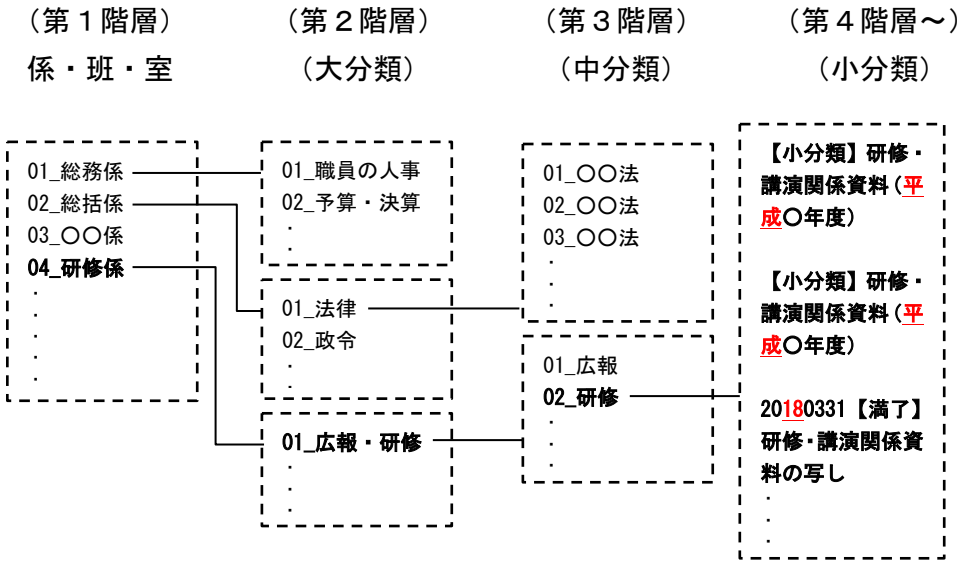 （第１階層）
係・班・室
01_総務係
02_総括係
03_〇〇係
04_研修係
・
・
・
・
（第２階層）
（大分類）
01_職員の人事
02_予算・決算
・
・
01_法律
02_政令
・
・
01_広報・研修
・
・
・
（第３階層）
（中分類）
01_〇〇法
02_〇〇法
03_〇〇法
・
・
・
01_広報
02_研修
・
・
・
（第４階層～）
（小分類）
【小分類】研修・
講演関係資料（平
成〇年度）
【小分類】研修・
講演関係資料（平
成〇年度）
20180331【満了】
研修・講演関係資
料の写し
・
・
・